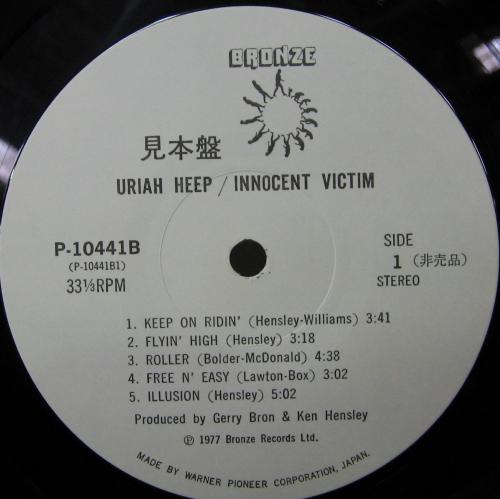 BRONZE
見本盤
URIAH HEEP / INNOCENT VICTIM
P-10441B
(P-10441B1)
33⅓RPM
SIDE
1 (非売品)
STEREO
1. KEEP ON RIDIN' (Hensley-Williams) 3:41
2. FLYIN' HIGH (Hensley) 3:18
3. ROLLER (Bolder-McDonald) 4:38
4. FREE N' EASY (Lawton-Box) 3:02
5. ILLUSION (Hensley) 5:02
Produced by Gerry Bron & Ken Hensley
℗ 1977 Bronze Records Ltd.
MADE BY WARNER PIONEER CORPORATION, JAPAN.